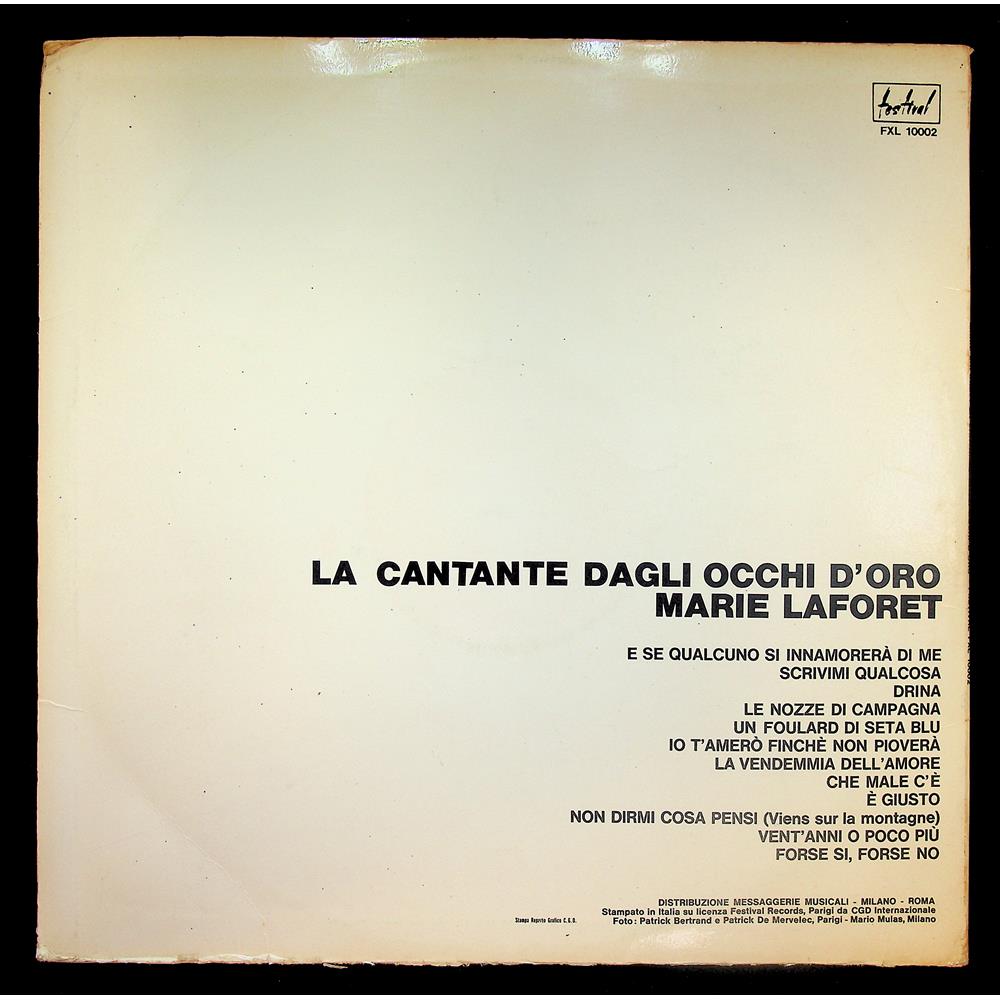 festival
FXL 10002
LA CANTANTE DAGLI OCCHI D'ORO
MARIE LAFORET
E SE QUALCUNO SI INNAMORERÀ DI ME
SCRIVIMI QUALCOSA
DRINA
LE NOZZE DI CAMPAGNA
UN FOULARD DI SETA BLU
IO T'AMERÒ FINCHÈ NON PIOVERÀ
LA VENDEMMIA DELL'AMORE
CHE MALE C'È
È GIUSTO
NON DIRMI COSA PENSI (Viens sur la montagne)
VENT'ANNI O POCO PIÙ
FORSE SI, FORSE NO
DISTRIBUZIONE MESSAGGERIE MUSICALI - MILANO - ROMA
Stampato in Italia su licenza Festival Records, Parigi da CGD Internazionale
Foto: Patrick Bertrand e Patrick De Mervelec, Parigi - Mario Mulas, Milano
Stampa Reprito Grafico C.G.D.